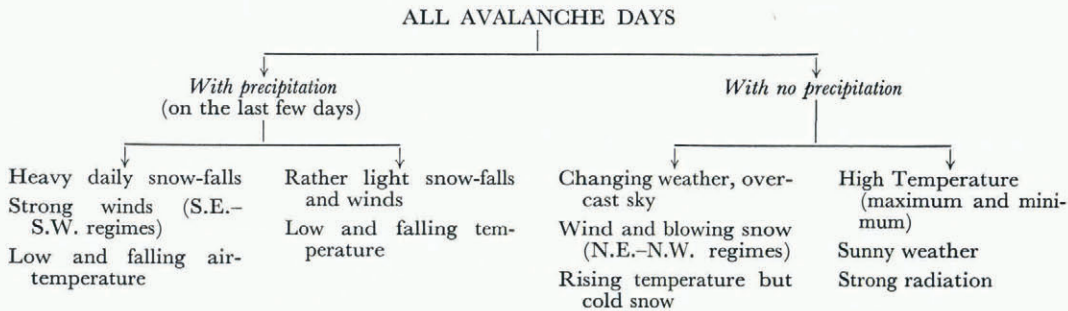 ALL AVALANCHE DAYS
With precipitation
(on the last few days)
With no precipitation
Heavy daily snow-falls
Strong winds (S.E.–
S.W. regimes)
Low and falling air-
temperature
Rather light snow-falls
and winds
Low and falling tem-
perature
Changing weather, over-
cast sky
Wind and blowing snow
(N.E.–N.W. regimes)
Rising temperature but
cold snow
High Temperature
(maximum and mini-
mum)
Sunny weather
Strong radiation